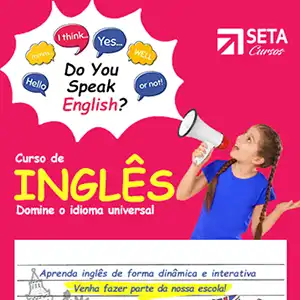 I think...
Yes...
WELL
Hello
or not!
Do You
Speak
English?
SETA
Cursos
Curso de
INGLÊS
Domine o idioma universal
Aprenda inglês de forma dinâmica e interativa
Venha fazer parte da nossa escola!